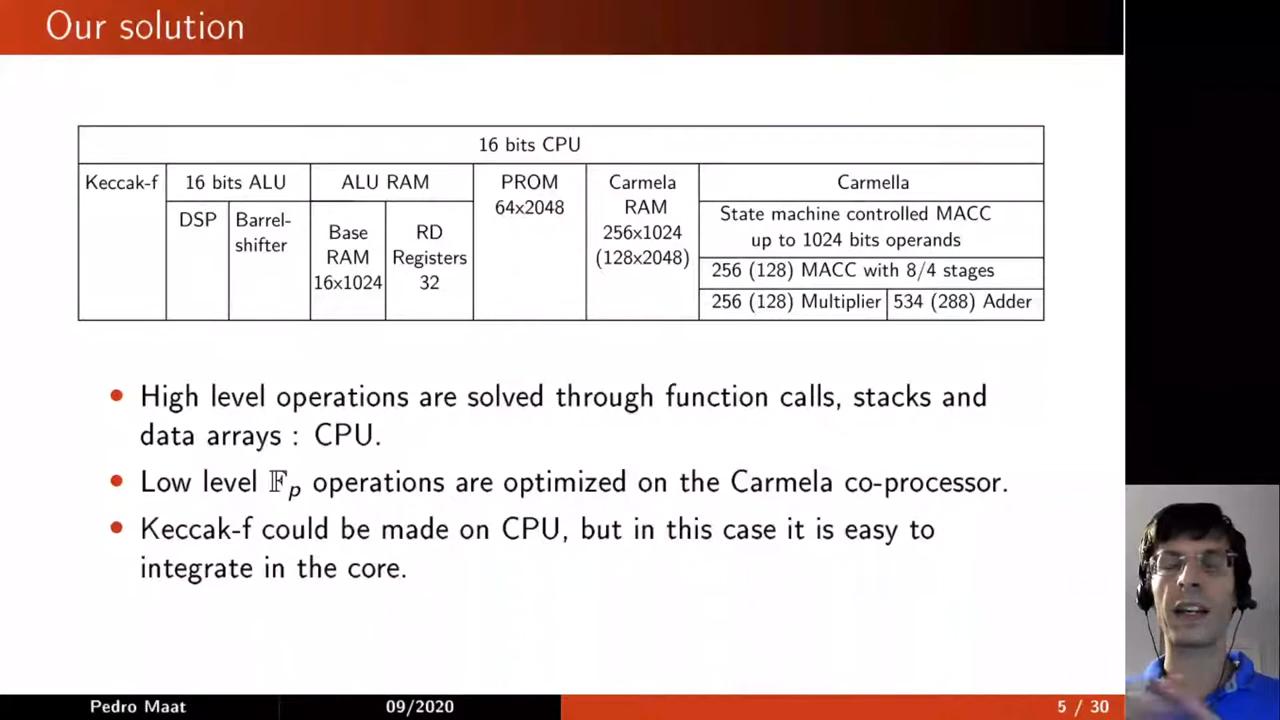 Our solution
16 bits CPU
Keccak-f
16 bits ALU
ALU RAM
PROM
64x2048
Carmela
RAM
256x1024
(128x2048)
Carmella
DSP
Barrel-
shifter
Base
RAM
16x1024
RD
Registers
32
State machine controlled MACC
up to 1024 bits operands
256 (128) MACC with 8/4 stages
256 (128) Multiplier
534 (288) Adder
High level operations are solved through function calls, stacks and
data arrays : CPU.
Low level 𝔽p operations are optimized on the Carmela co-processor.
Keccak-f could be made on CPU, but in this case it is easy to
integrate in the core.
Pedro Maat
09/2020
5 / 30